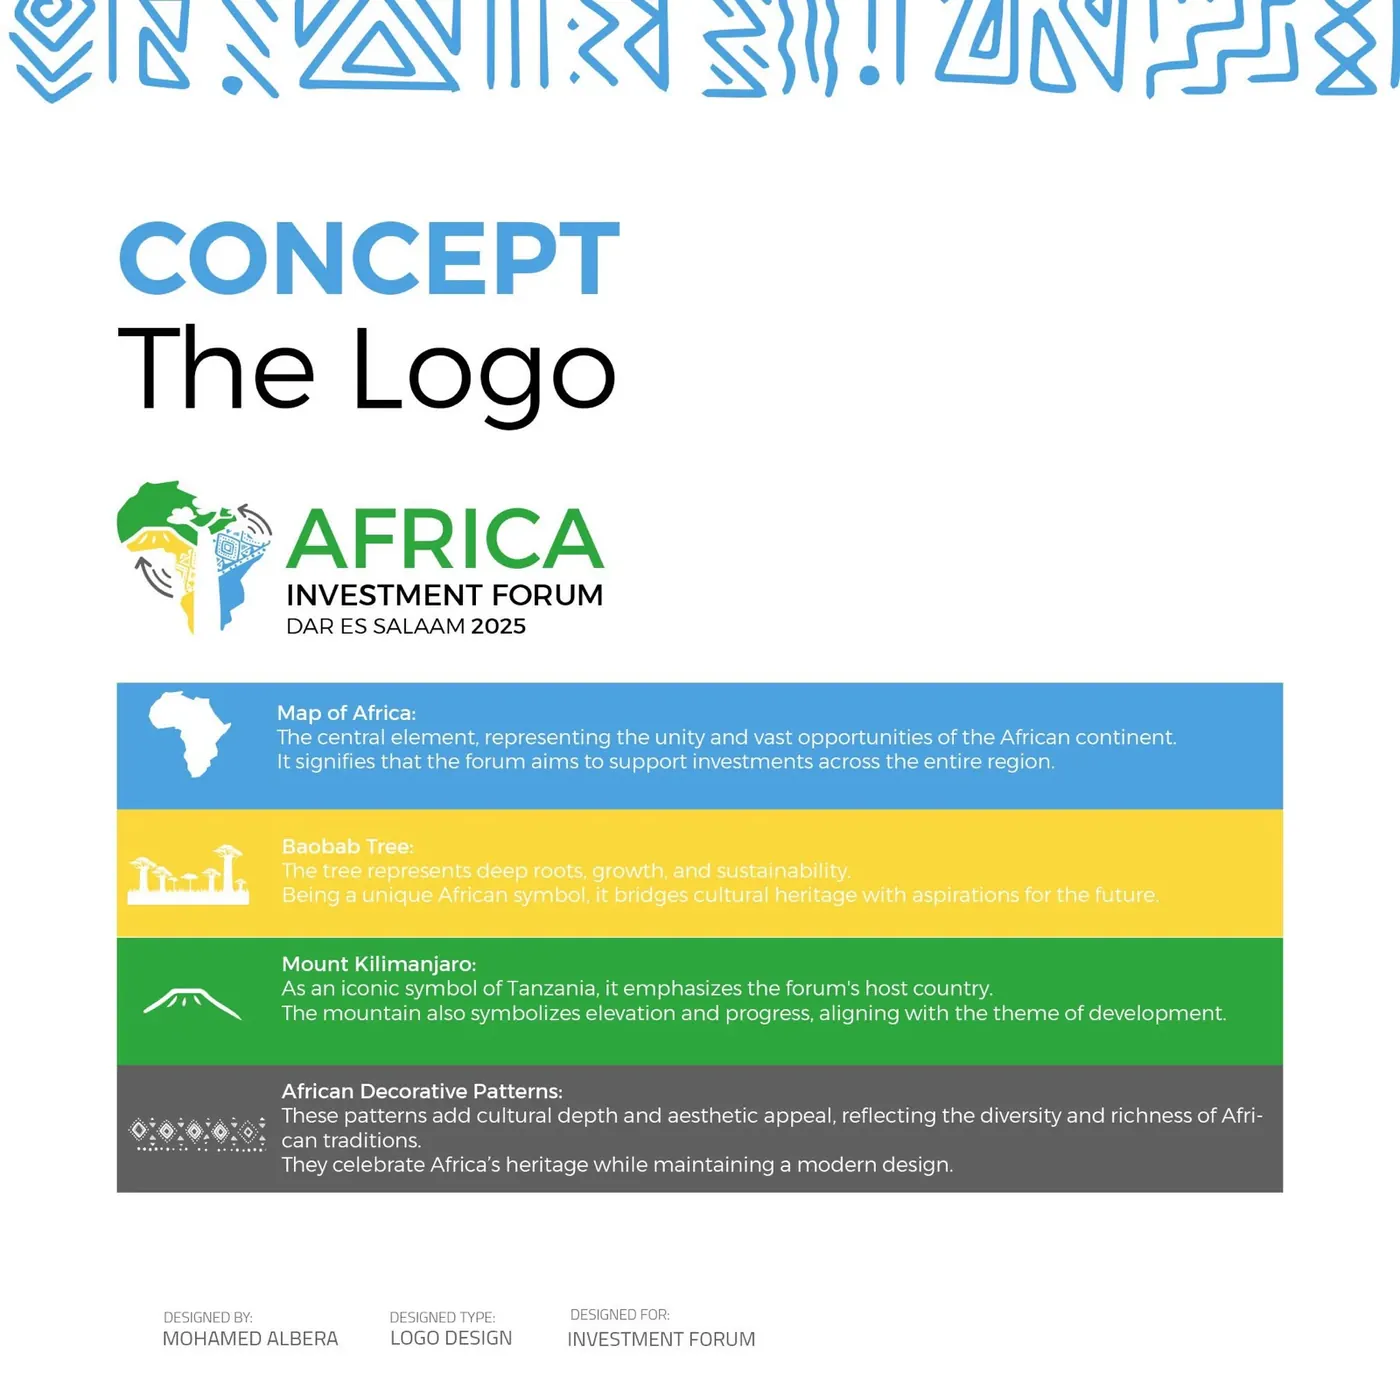 CONCEPT
The Logo
AFRICA
INVESTMENT FORUM
DAR ES SALAAM 2025
Map of Africa:
The central element, representing the unity and vast opportunities of the African continent.
It signifies that the forum aims to support investments across the entire region.
Baobab Tree:
The tree represents deep roots, growth, and sustainability.
Being a unique African symbol, it bridges cultural heritage with aspirations for the future.
Mount Kilimanjaro:
As an iconic symbol of Tanzania, it emphasizes the forum's host country.
The mountain also symbolizes elevation and progress, aligning with the theme of development.
African Decorative Patterns:
These patterns add cultural depth and aesthetic appeal, reflecting the diversity and richness of Afri-
can traditions.
They celebrate Africa’s heritage while maintaining a modern design.
DESIGNED BY:
MOHAMED ALBERA
DESIGNED TYPE:
LOGO DESIGN
DESIGNED FOR:
INVESTMENT FORUM